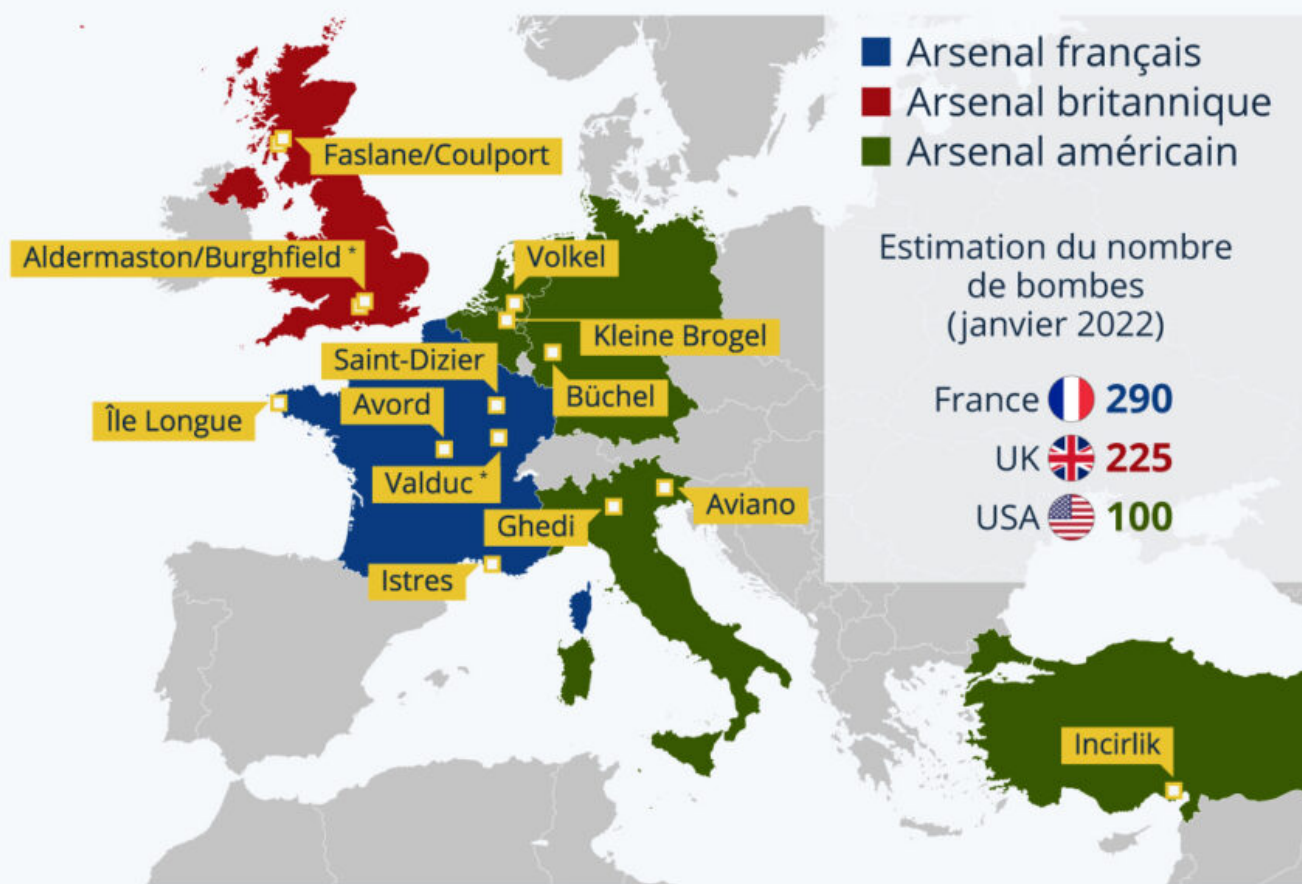 Arsenal français
Arsenal britannique
Arsenal américain
Estimation du nombre
de bombes
(janvier 2022)
France 290
UK 225
USA 100
Faslane/Coulport
Aldermaston/Burghfield *
Volkel
Kleine Brogel
Saint-Dizier
Büchel
Avord
Île Longue
Valduc *
Aviano
Ghedi
Istres
Incirlik